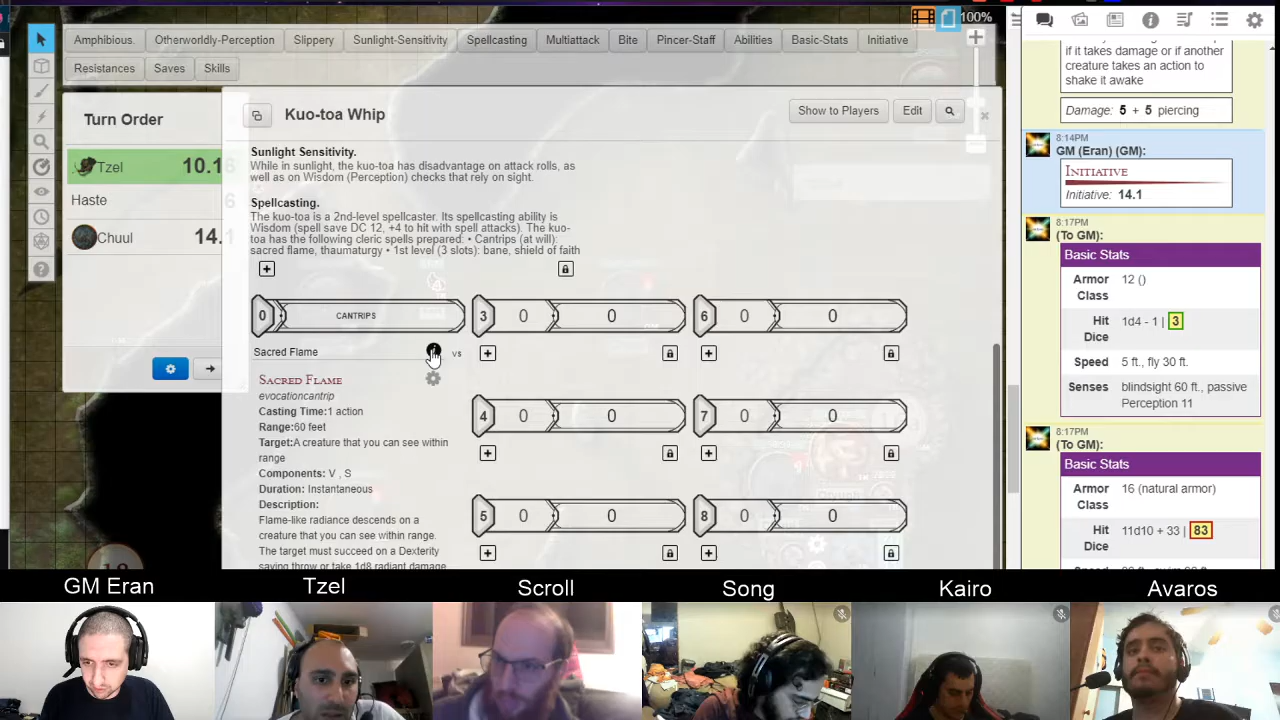 100%
Amphibious. Otherworldly-Perception Slippery Sunlight-Sensitivity Spellcasting Multiattack Bite Pincer-Staff Abilities Basic-Stats Initiative
Resistances Saves Skills
Turn Order
Tzel 10.1
Haste 6
Chuul 14.1
Kuo-toa Whip
Show to Players Edit
Sunlight Sensitivity.
While in sunlight, the kuo-toa has disadvantage on attack rolls, as
well as on Wisdom (Perception) checks that rely on sight.
Spellcasting.
The kuo-toa is a 2nd-level spellcaster. Its spellcasting ability is
Wisdom (spell save DC 12, +4 to hit with spell attacks). The kuo-
toa has the following cleric spells prepared: • Cantrips (at will):
sacred flame, thaumaturgy • 1st level (3 slots): bane, shield of faith
0 CANTRIPS 3 0 0 6 0 0
Sacred Flame vs
Sacred Flame
evocationcantrip
Casting Time:1 action
Range:60 feet
Target:A creature that you can see within
range
Components: V , S
Duration: Instantaneous
Description:
Flame-like radiance descends on a
creature that you can see within range.
The target must succeed on a Dexterity
saving throw or take 1d8 radiant damage
4 0 0 7 0 0
5 0 0 8 0 0
if it takes damage or if another
creature takes an action to
shake it awake
Damage: 5 + 5 piercing
8:14PM
GM (Eran) (GM):
Initiative
Initiative: 14.1
8:17PM
(To GM):
Basic Stats
Armor Class 12 ()
Hit Dice 1d4 - 1 | 3
Speed 5 ft., fly 30 ft.
Senses blindsight 60 ft., passive
Perception 11
8:17PM
(To GM):
Basic Stats
Armor Class 16 (natural armor)
Hit Dice 11d10 + 33 | 83
GM Eran Tzel Scroll Song Kairo Avaros